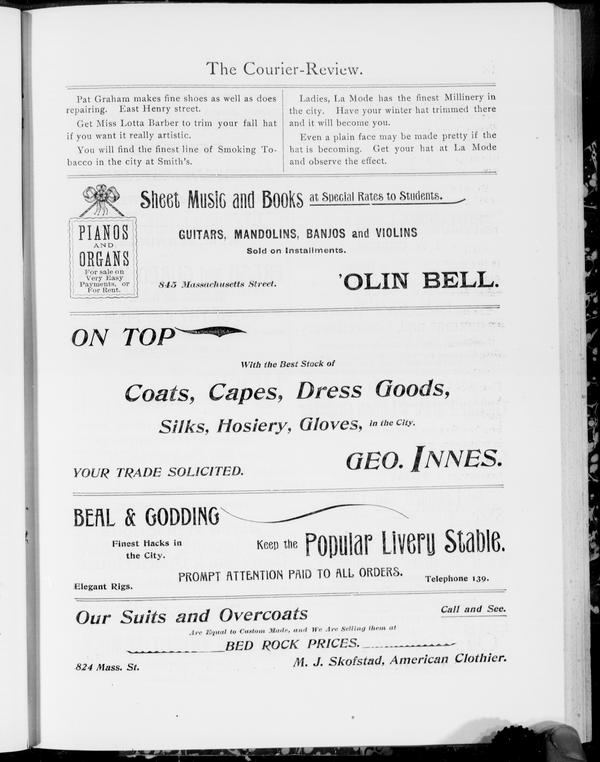 The Courier-Review.
Pat Graham makes fine shoes as well as does
repairing. East Henry street.
Get Miss Lotta Barber to trim your fall hat
if you want it really artistic.
You will find the finest line of Smoking To-
bacco in the city at Smith's.
Ladies, La Mode has the finest Millinery in
the city. Have your winter hat trimmed there
and it will become you.
Even a plain face may be made pretty if the
hat is becoming. Get your hat at La Mode
and observe the effect.
PIANOS
AND
ORGANS
For sale on
Very Easy
Payments, or
For Rent.
Sheet Music and Books at Special Rates to Students.
GUITARS, MANDOLINS, BANJOS and VIOLINS
Sold on Installments.
845 Massachusetts Street.
'OLIN BELL.
ON TOP
With the Best Stock of
Coats, Capes, Dress Goods,
Silks, Hosiery, Gloves, in the City.
YOUR TRADE SOLICITED.
GEO. INNES.
BEAL & GODDING
Finest Hacks in
the City.
Keep the Popular Livery Stable.
PROMPT ATTENTION PAID TO ALL ORDERS.
Elegant Rigs.
Telephone 139.
Our Suits and Overcoats
Call and See.
Are Equal to Custom Made, and We Are Selling them at
BED ROCK PRICES.
824 Mass. St.
M. J. Skofstad, American Clothier.